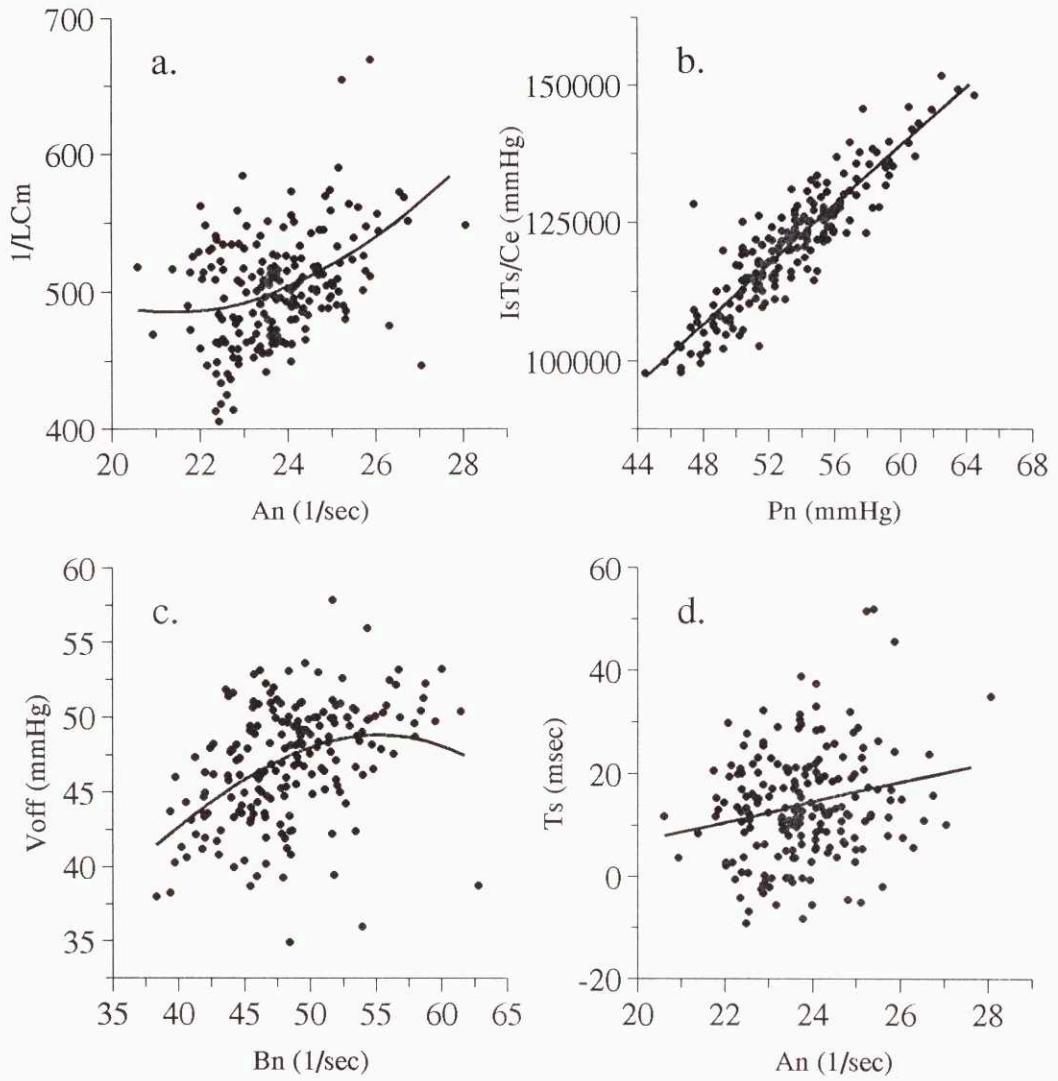 a.
1/LCm
700
600
500
400
20 22 24 26 28
An (1/sec)
b.
IsTs/Ce (mmHg)
150000
125000
100000
44 48 52 56 60 64 68
Pn (mmHg)
c.
Voff (mmHg)
60
55
50
45
40
35
35 40 45 50 55 60 65
Bn (1/sec)
d.
Ts (msec)
60
40
20
0
-20
20 22 24 26 28
An (1/sec)